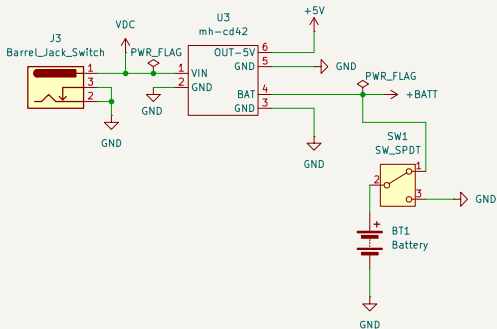 J3
Barrel_Jack_Switch
1
3
2
GND
VDC
PWR_FLAG
GND
U3
mh-cd42
1 VIN
2 GND
OUT-5V 6
GND 5
BAT 4
GND 3
+5V
GND
PWR_FLAG
+BATT
GND
SW1
SW_SPDT
1
2
3
GND
+
BT1
Battery
GND